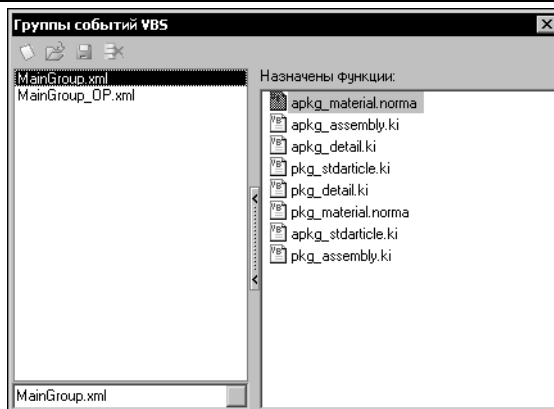 Группы событий VBS
MainGroup.xml
MainGroup_OP.xml
MainGroup.xml
Назначены функции:
apkg_material.norma
apkg_assembly.ki
apkg_detail.ki
pkg_stdarticle.ki
pkg_detail.ki
pkg_material.norma
apkg_stdarticle.ki
pkg_assembly.ki